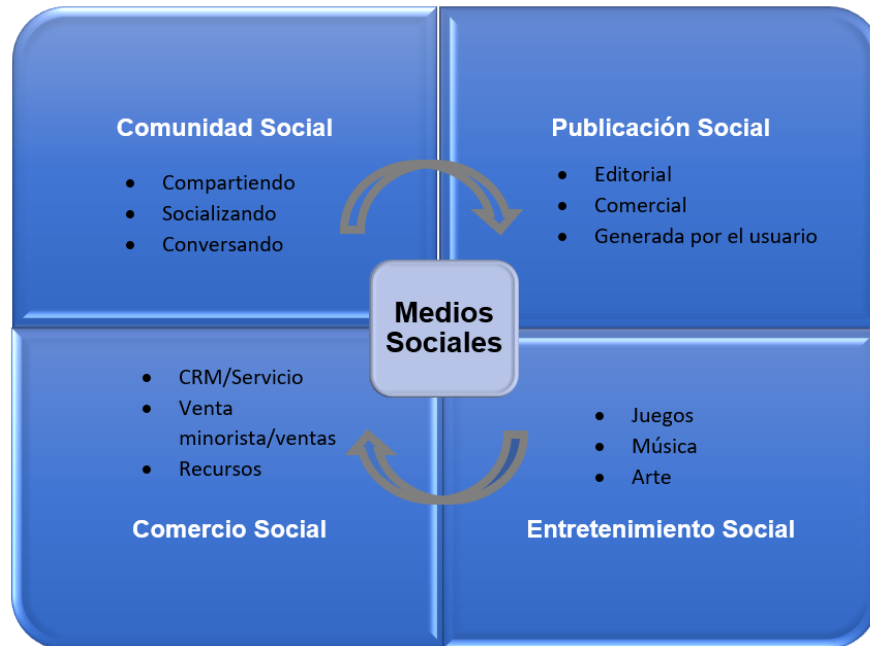 Comunidad Social
• Compartiendo
• Socializando
• Conversando
Publicación Social
• Editorial
• Comercial
• Generada por el usuario
Medios
Sociales
• CRM/Servicio
• Venta
minorista/ventas
• Recursos
Comercio Social
• Juegos
• Música
• Arte
Entretenimiento Social